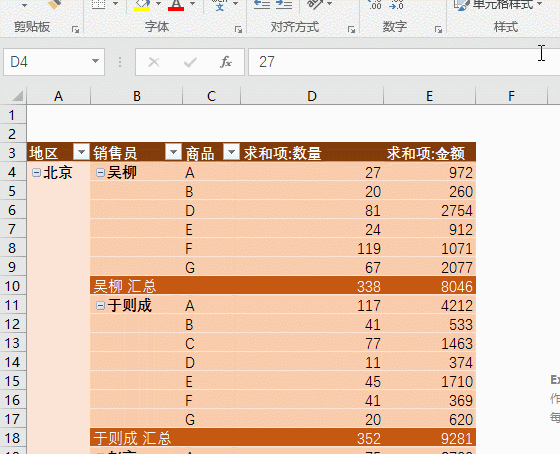 单元格样式
剪贴板 字体 对齐方式 数字 样式
D4 fx 27
A B C D E F
1
2
3 地区 销售员 商品 求和项:数量 求和项:金额
4 北京 吴柳 A 27 972
5 B 20 260
6 D 81 2754
7 E 24 912
8 F 119 1071
9 G 67 2077
10 吴柳 汇总 338 8046
11 于则成 A 117 4212
12 B 41 533
13 C 77 1463
14 D 11 374
15 E 45 1710
16 F 41 369
17 G 20 620
18 于则成 汇总 352 9281
Ex
作
每